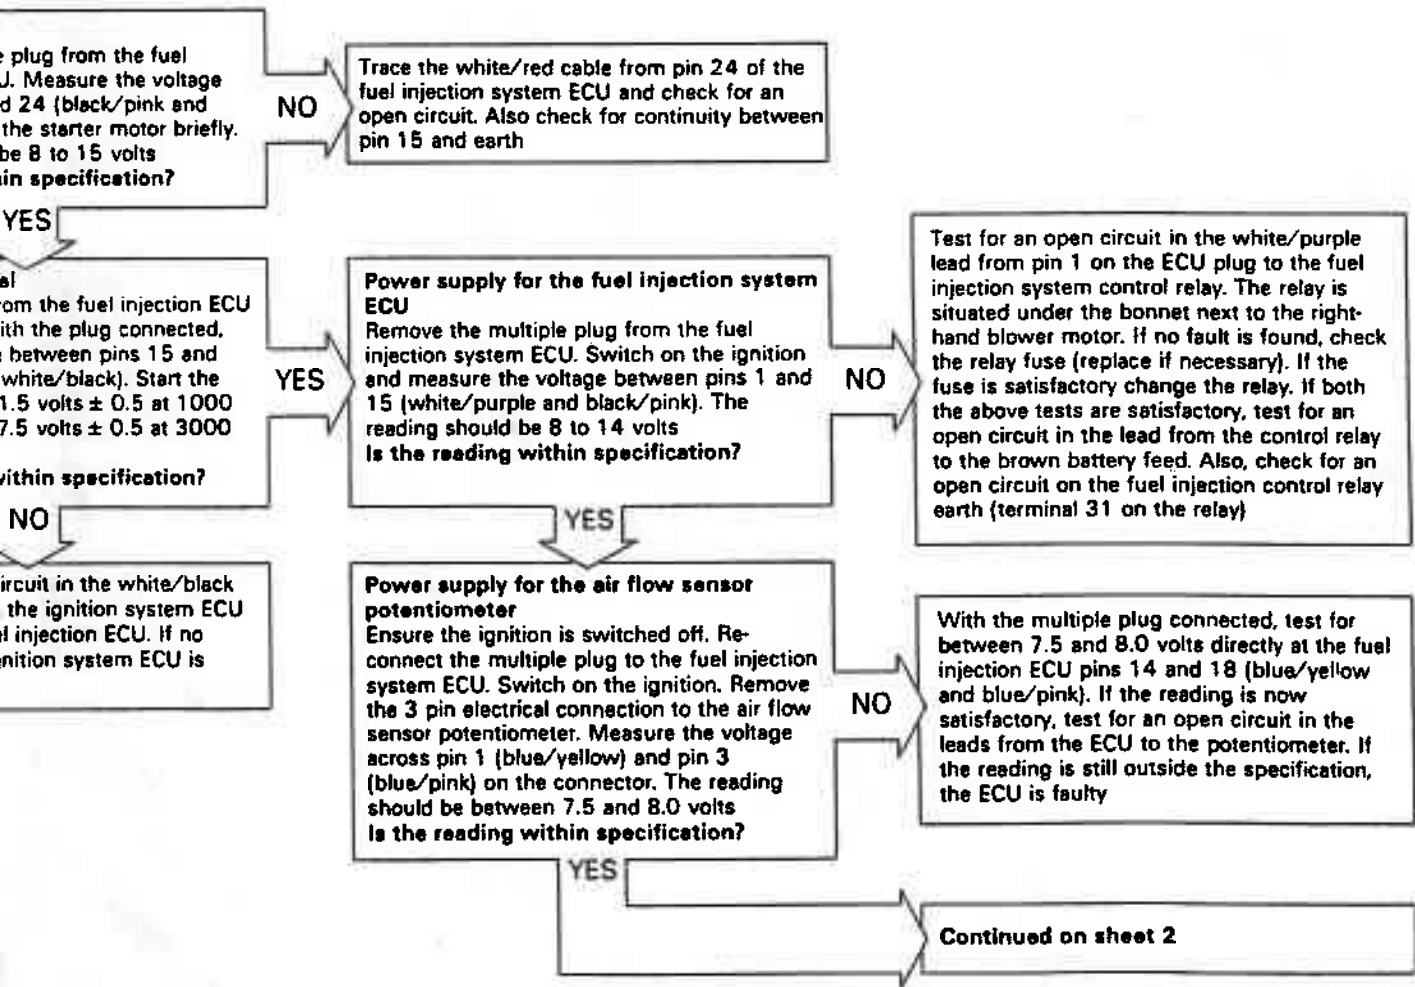 e plug from the fuel
U. Measure the voltage
d 24 (black/pink and
the starter motor briefly.
be 8 to 15 volts
in specification?
NO
Trace the white/red cable from pin 24 of the
fuel injection system ECU and check for an
open circuit. Also check for continuity between
pin 15 and earth
YES
al
rom the fuel injection ECU
ith the plug connected,
e between pins 15 and
white/black). Start the
1.5 volts ± 0.5 at 1000
7.5 volts ± 0.5 at 3000
within specification?
YES
Power supply for the fuel injection system
ECU
Remove the multiple plug from the fuel
injection system ECU. Switch on the ignition
and measure the voltage between pins 1 and
15 (white/purple and black/pink). The
reading should be 8 to 14 volts
Is the reading within specification?
NO
Test for an open circuit in the white/purple
lead from pin 1 on the ECU plug to the fuel
injection system control relay. The relay is
situated under the bonnet next to the right-
hand blower motor. If no fault is found, check
the relay fuse (replace if necessary). If the
fuse is satisfactory change the relay. If both
the above tests are satisfactory, test for an
open circuit in the lead from the control relay
to the brown battery feed. Also, check for an
open circuit on the fuel injection control relay
earth (terminal 31 on the relay)
NO
YES
ircuit in the white/black
the ignition system ECU
el injection ECU. If no
gnition system ECU is
Power supply for the air flow sensor
potentiometer
Ensure the ignition is switched off. Re-
connect the multiple plug to the fuel injection
system ECU. Switch on the ignition. Remove
the 3 pin electrical connection to the air flow
sensor potentiometer. Measure the voltage
across pin 1 (blue/yellow) and pin 3
(blue/pink) on the connector. The reading
should be between 7.5 and 8.0 volts
Is the reading within specification?
NO
With the multiple plug connected, test for
between 7.5 and 8.0 volts directly at the fuel
injection ECU pins 14 and 18 (blue/yellow
and blue/pink). If the reading is now
satisfactory, test for an open circuit in the
leads from the ECU to the potentiometer. If
the reading is still outside the specification,
the ECU is faulty
YES
Continued on sheet 2